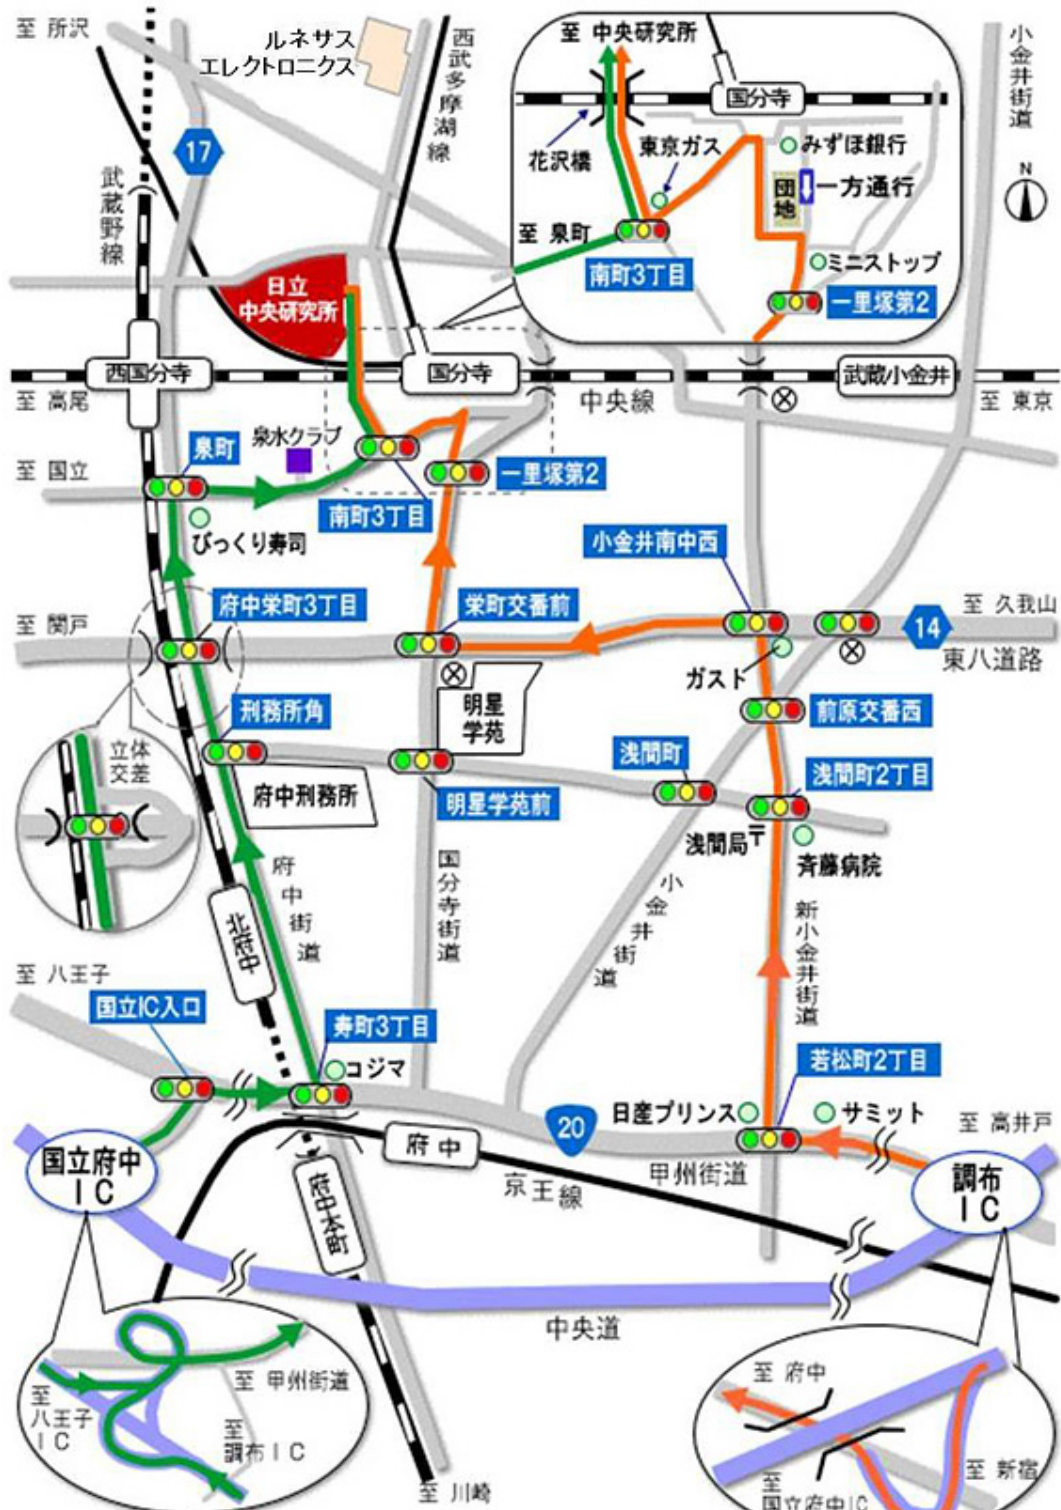 至 所沢
ルネサス
エレクトロニクス
西武多摩湖線
至 中央研究所
国分寺
花沢橋
東京ガス
みずほ銀行
団地
一方通行
至 泉町
南町3丁目
ミニストップ
一里塚第2
小金井街道
N
17
武蔵野線
日立
中央研究所
西国分寺
国分寺
武蔵小金井
至 高尾
中央線
至 東京
泉町
泉水クラブ
至 国立
一里塚第2
南町3丁目
びっくり寿司
小金井南中西
府中栄町3丁目
栄町交番前
至 関戸
至 久我山
14
東八道路
ガスト
明星
学苑
前原交番西
刑務所角
立体
交差
府中刑務所
明星学苑前
浅間町
浅間町2丁目
浅間局〒
斉藤病院
府中街道
国分寺街道
小金井街道
新小金井街道
北府中
至 八王子
国立IC入口
寿町3丁目
コジマ
若松町2丁目
日産プリンス
サミット
20
至 高井戸
国立府中
IC
府中
甲州街道
調布
IC
京王線
府中本町
中央道
至 甲州街道
至
八王子
IC
至
調布IC
至 川崎
至 府中
至 新宿
至
国立府中IC